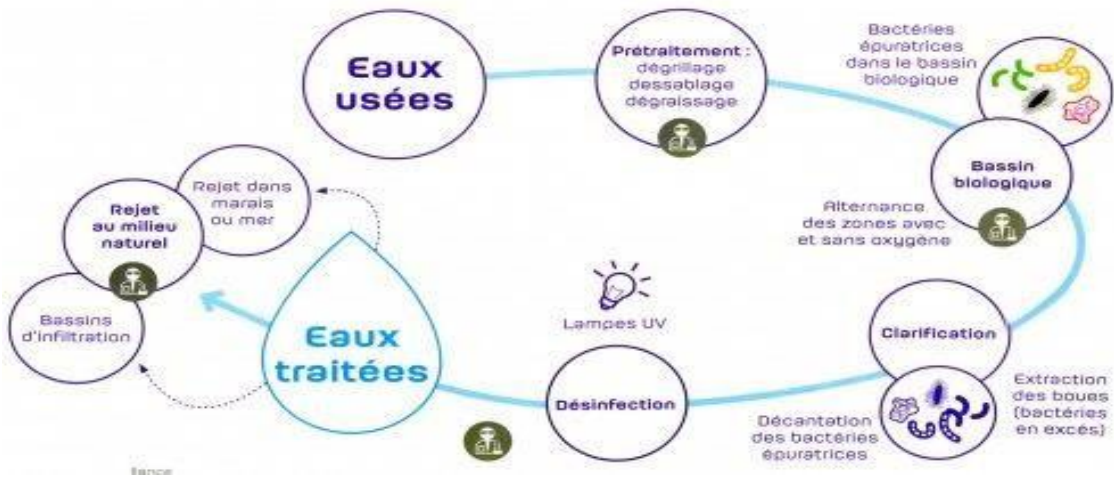 Eaux
usées
Prétraitement :
dégrillage
dessablage
dégraissage
Bactéries
épuratrices
dans le bassin
biologique
Bassin
biologique
Alternance
des zones avec
et sans oxygène
Clarification
Extraction
des boues
(bactéries
en excés)
Décantation
des bactéries
épuratrices
Lampes UV
Désinfection
Eaux
traitées
Rejet dans
marais
ou mer
Rejet
au milieu
naturel
Bassins
d'infiltration